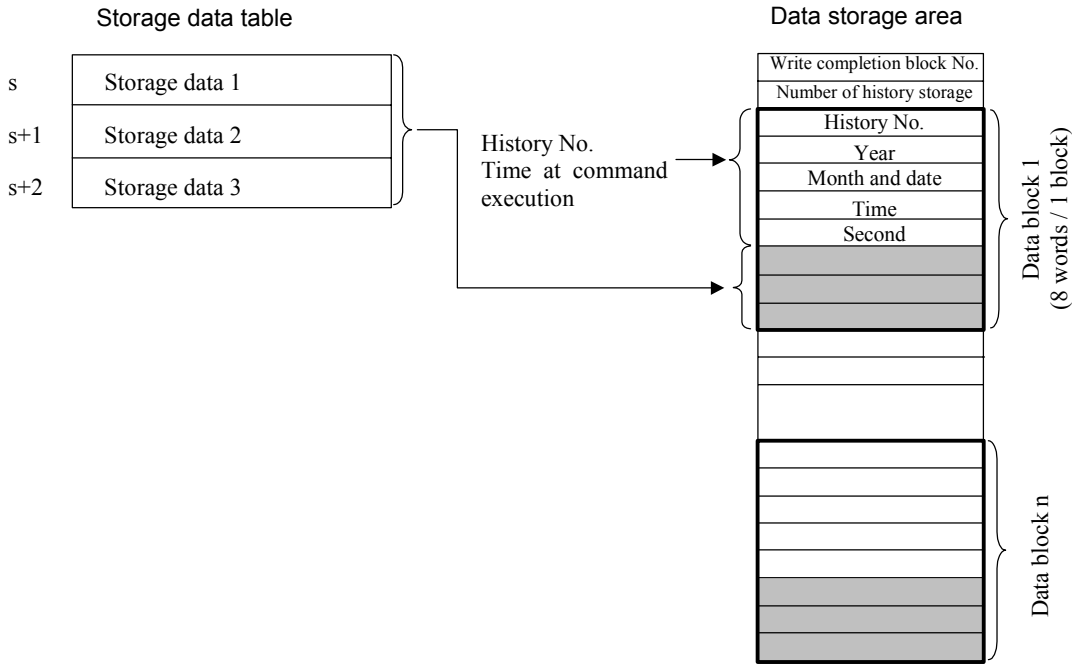 Storage data table
s
Storage data 1
s+1
Storage data 2
s+2
Storage data 3
History No.
Time at command
execution
Data storage area
Write completion block No.
Number of history storage
History No.
Year
Month and date
Time
Second
Data block 1
(8 words / 1 block)
Data block n